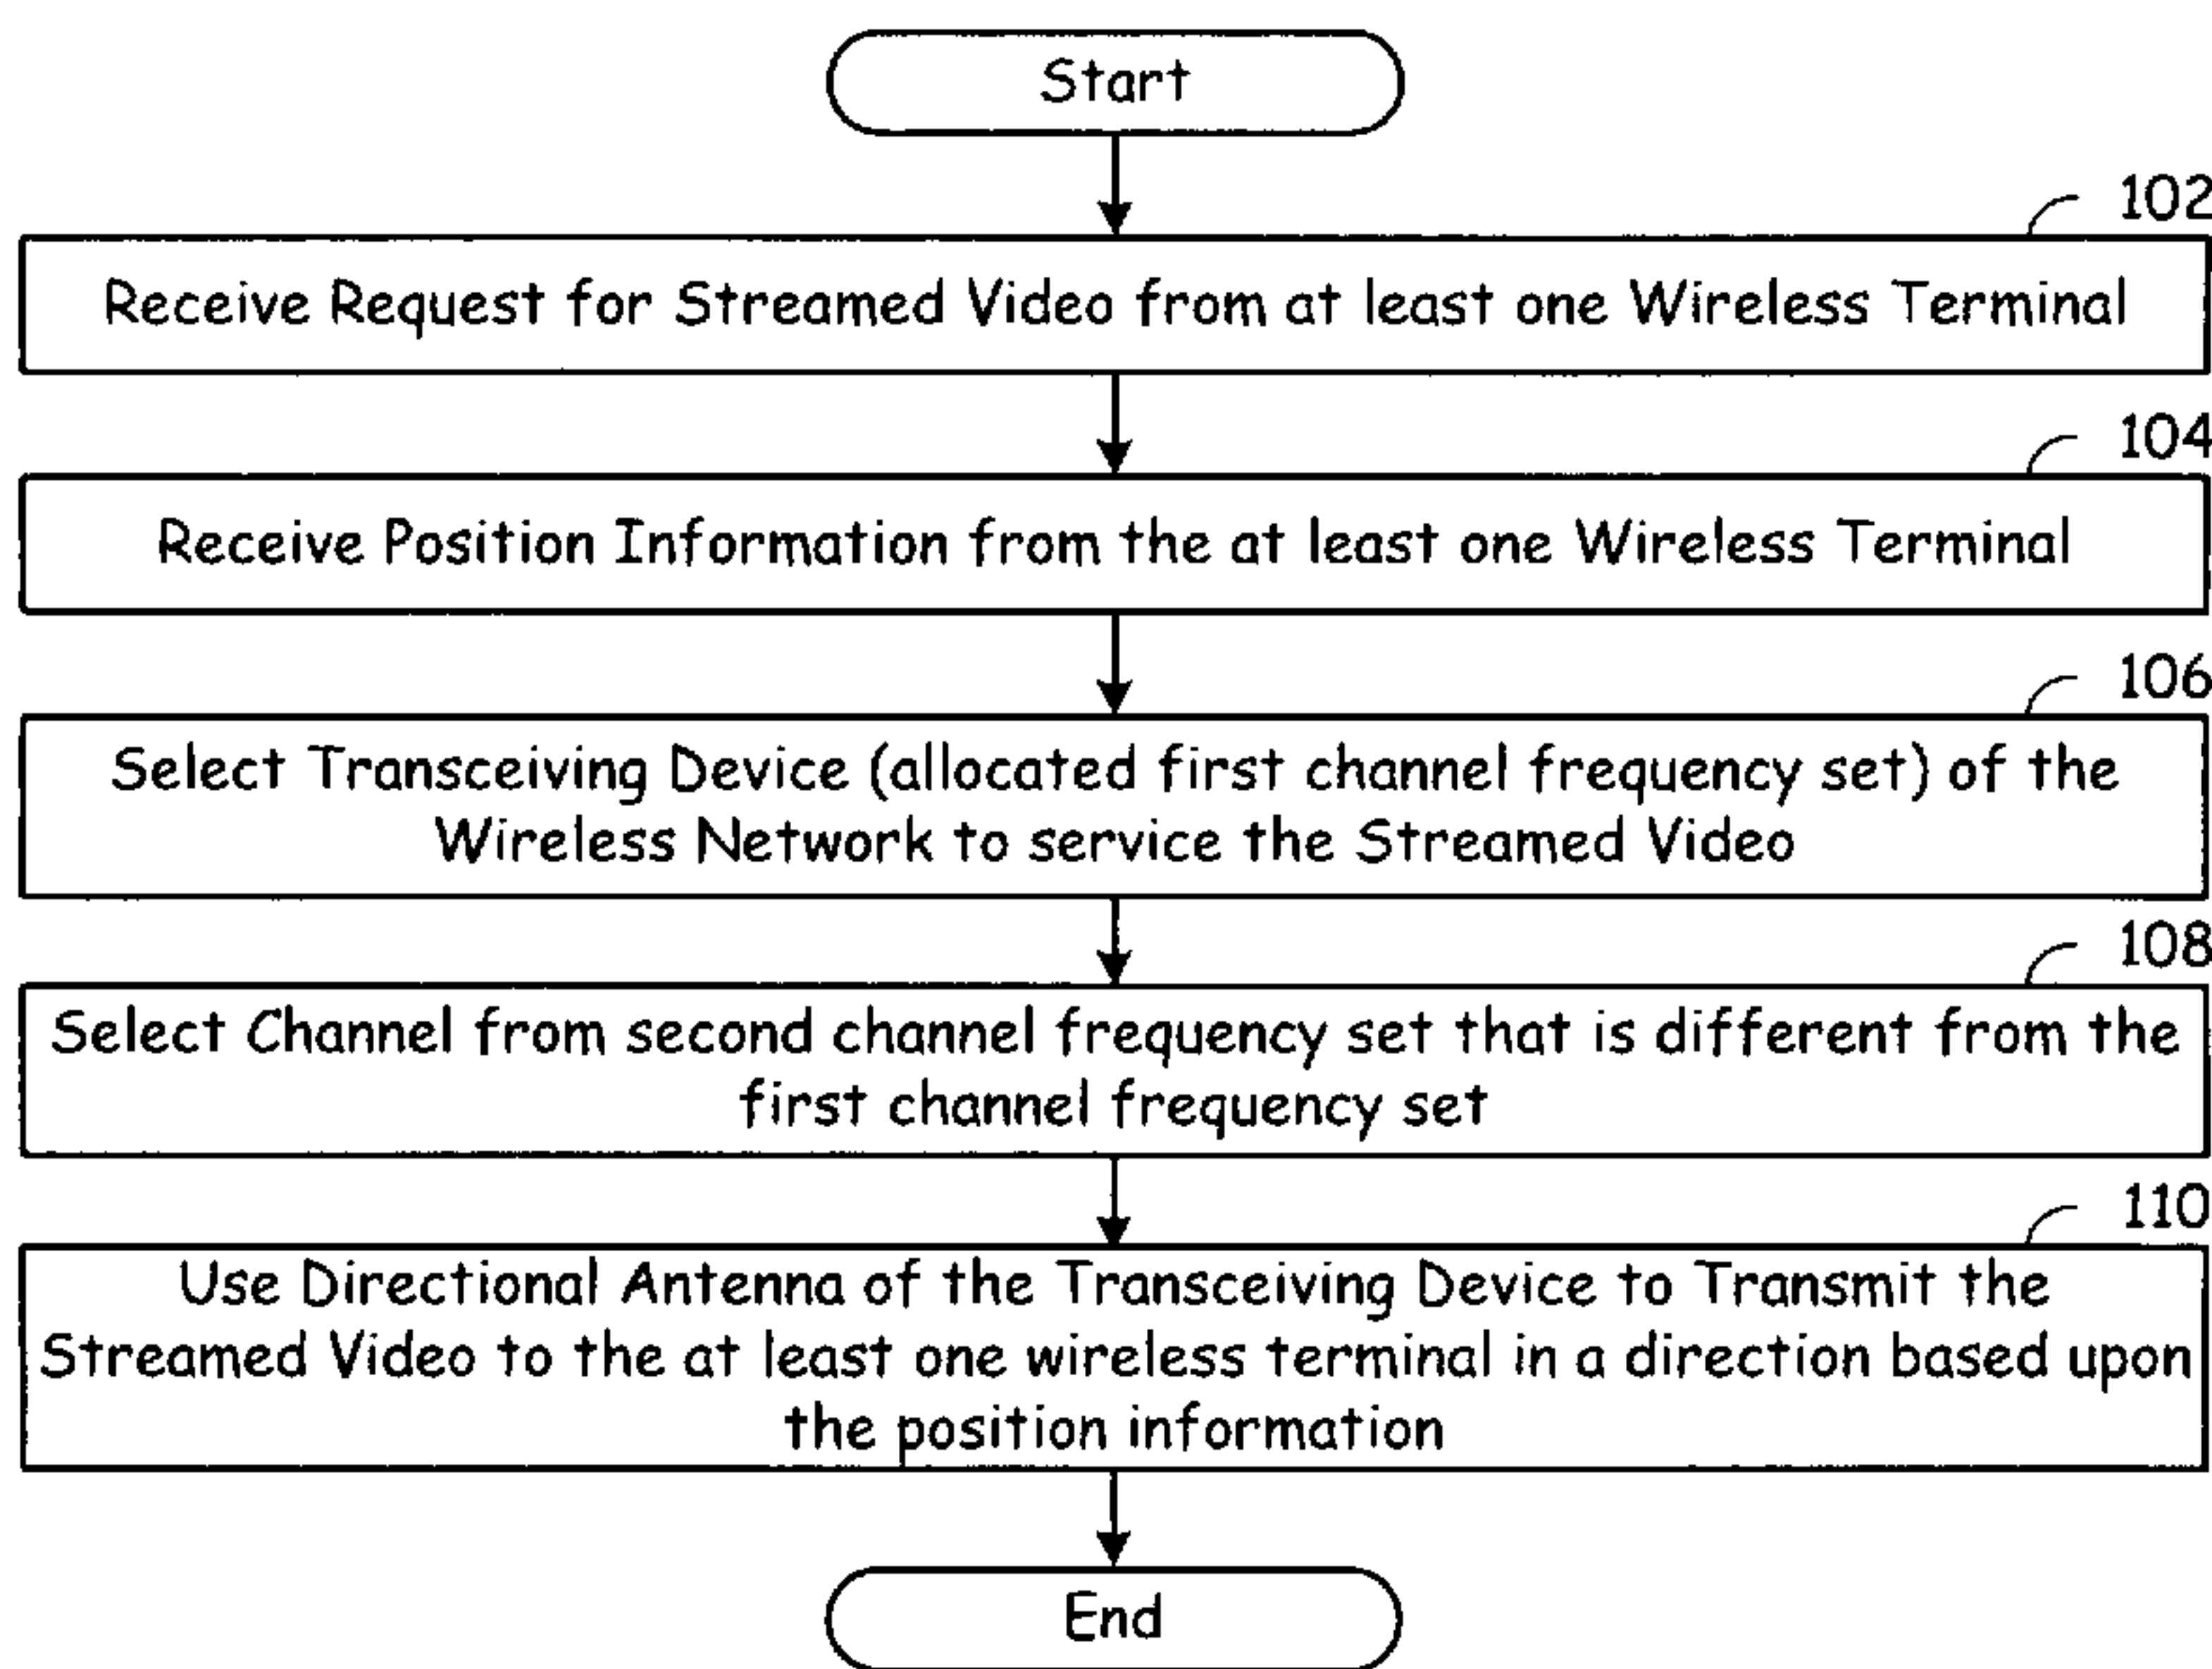 Start
102
Receive Request for Streamed Video from at least one Wireless Terminal
104
Receive Position Information from the at least one Wireless Terminal
106
Select Transceiving Device (allocated first channel frequency set) of the
Wireless Network to service the Streamed Video
108
Select Channel from second channel frequency set that is different from the
first channel frequency set
110
Use Directional Antenna of the Transceiving Device to Transmit the
Streamed Video to the at least one wireless terminal in a direction based upon
the position information
End